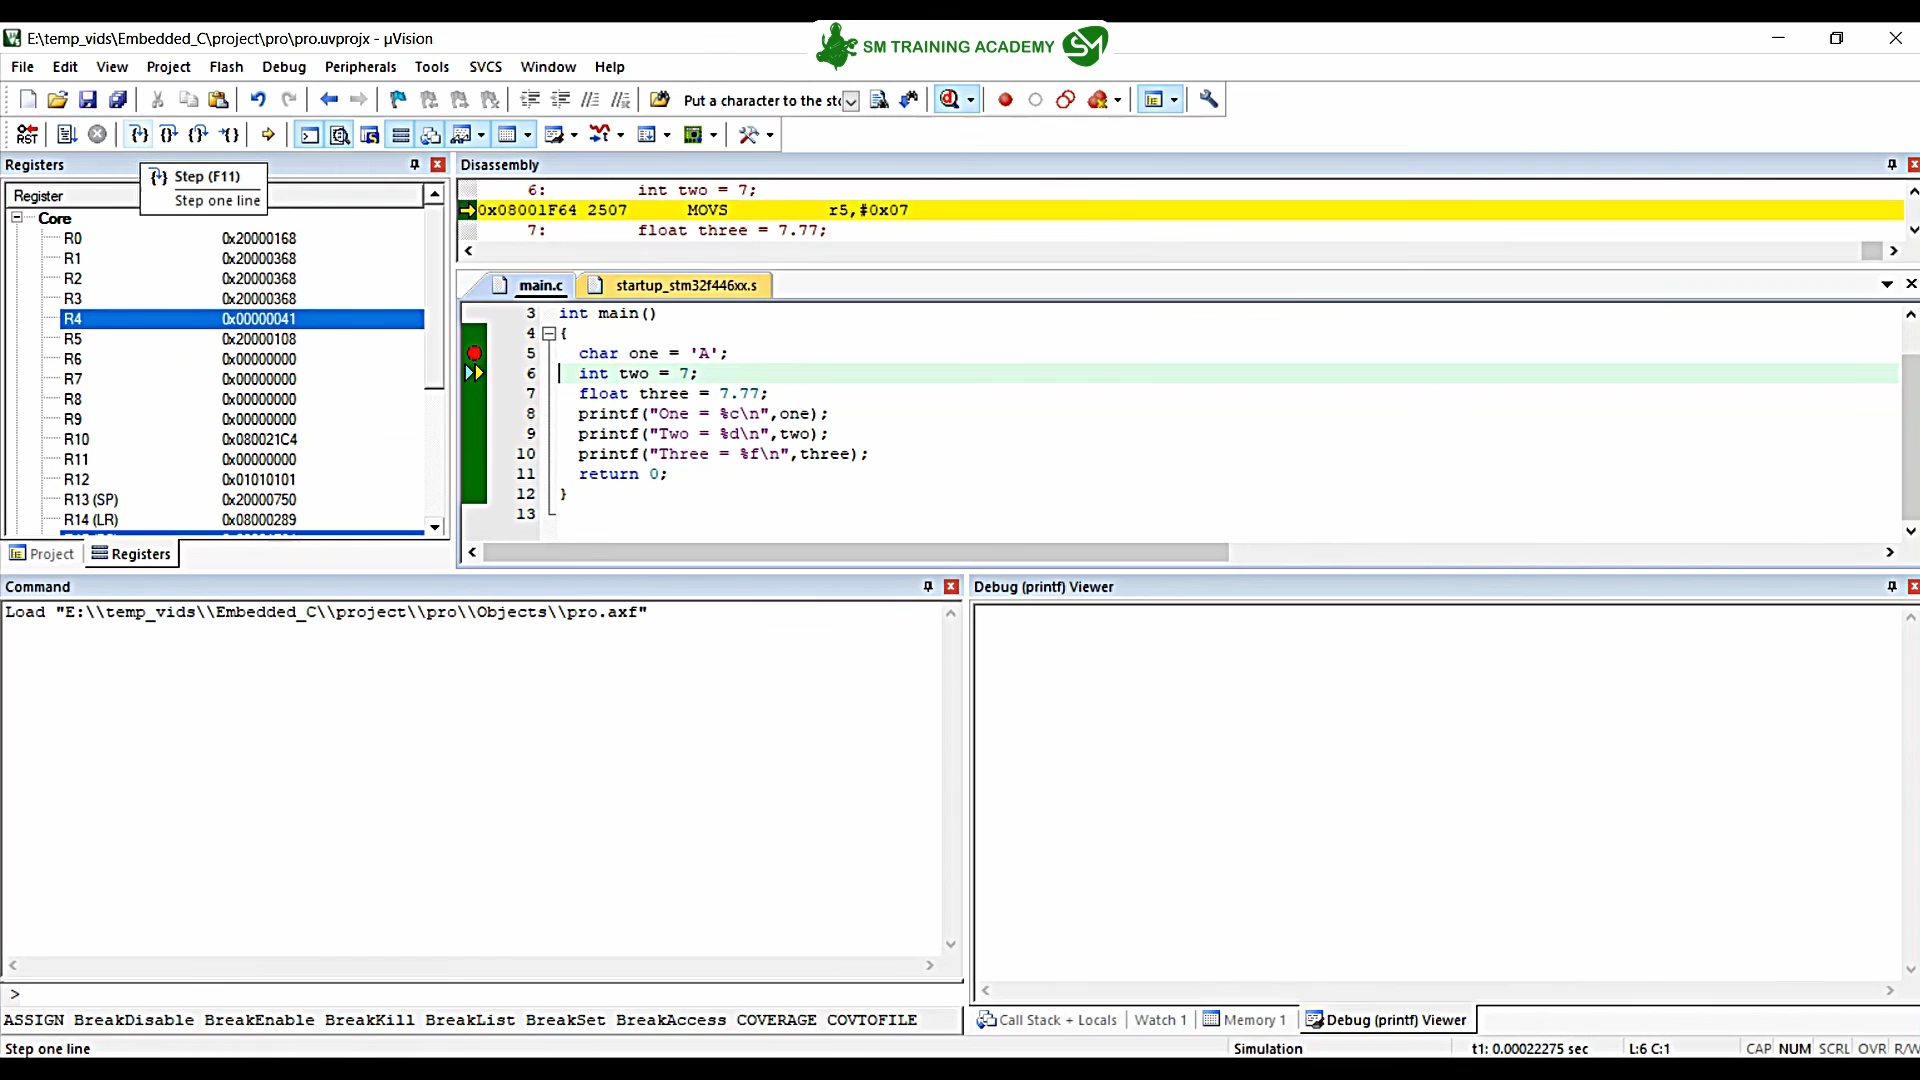 E:\temp_vids\Embedded_C\project\pro\pro.uvprojx - µVision
SM TRAINING ACADEMY SM
File Edit View Project Flash Debug Peripherals Tools SVCS Window Help
Put a character to the st
RST
Registers
Step (F11)
Step one line
Register
Core
R0 0x20000168
R1 0x20000368
R2 0x20000368
R3 0x20000368
R4 0x00000041
R5 0x20000108
R6 0x00000000
R7 0x00000000
R8 0x00000000
R9 0x00000000
R10 0x080021C4
R11 0x00000000
R12 0x01010101
R13 (SP) 0x20000750
R14 (LR) 0x08000289
Project Registers
Disassembly
6: int two = 7;
0x08001F64 2507 MOVS r5,#0x07
7: float three = 7.77;
main.c startup_stm32f446xx.s
3 int main()
4 {
5 char one = 'A';
6 int two = 7;
7 float three = 7.77;
8 printf("One = %c\n",one);
9 printf("Two = %d\n",two);
10 printf("Three = %f\n",three);
11 return 0;
12 }
13
Command
Load "E:\\temp_vids\\Embedded_C\\project\\pro\\Objects\\pro.axf"
>
ASSIGN BreakDisable BreakEnable BreakKill BreakList BreakSet BreakAccess COVERAGE COVTOFILE
Debug (printf) Viewer
Call Stack + Locals Watch 1 Memory 1 Debug (printf) Viewer
Step one line Simulation t1: 0.00022275 sec L:6 C:1 CAP NUM SCRL OVR R/W